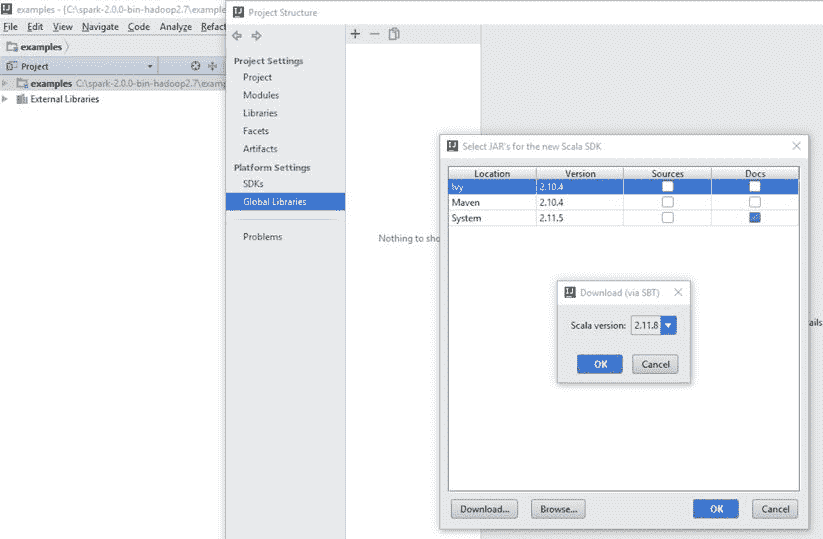 examples - [C:\spark-2.0.0-bin-hadoop2.7\example
File Edit View Navigate Code Analyze Refact
examples
Project
examples C:\spark-2.0.0-bin-hadoop2.7\examp
External Libraries
Project Structure
Project Settings
Project
Modules
Libraries
Facets
Artifacts
Platform Settings
SDKs
Global Libraries
Problems
Nothing to sho
ails
Select JAR's for the new Scala SDK
Location Version Sources Docs
Ivy 2.10.4
Maven 2.10.4
System 2.11.5
Download (via SBT)
Scala version: 2.11.8
OK Cancel
Download... Browse... OK Cancel